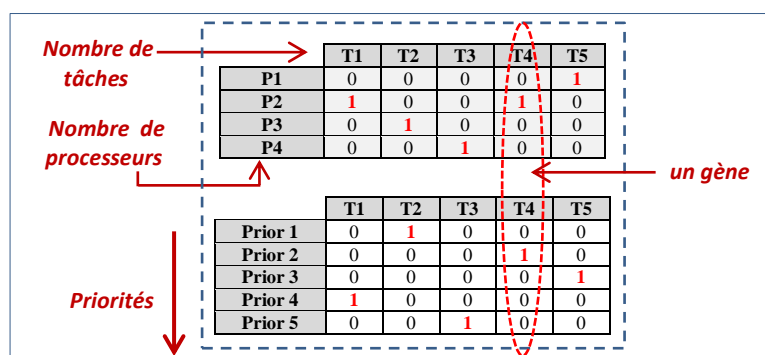 Nombre de
tâches
T1 T2 T3 T4 T5
P1 0 0 0 0 1
P2 1 0 0 1 0
P3 0 1 0 0 0
P4 0 0 1 0 0
Nombre de
processeurs
un gène
T1 T2 T3 T4 T5
Prior 1 0 1 0 0 0
Prior 2 0 0 0 1 0
Prior 3 0 0 0 0 1
Prior 4 1 0 0 0 0
Prior 5 0 0 1 0 0
Priorités